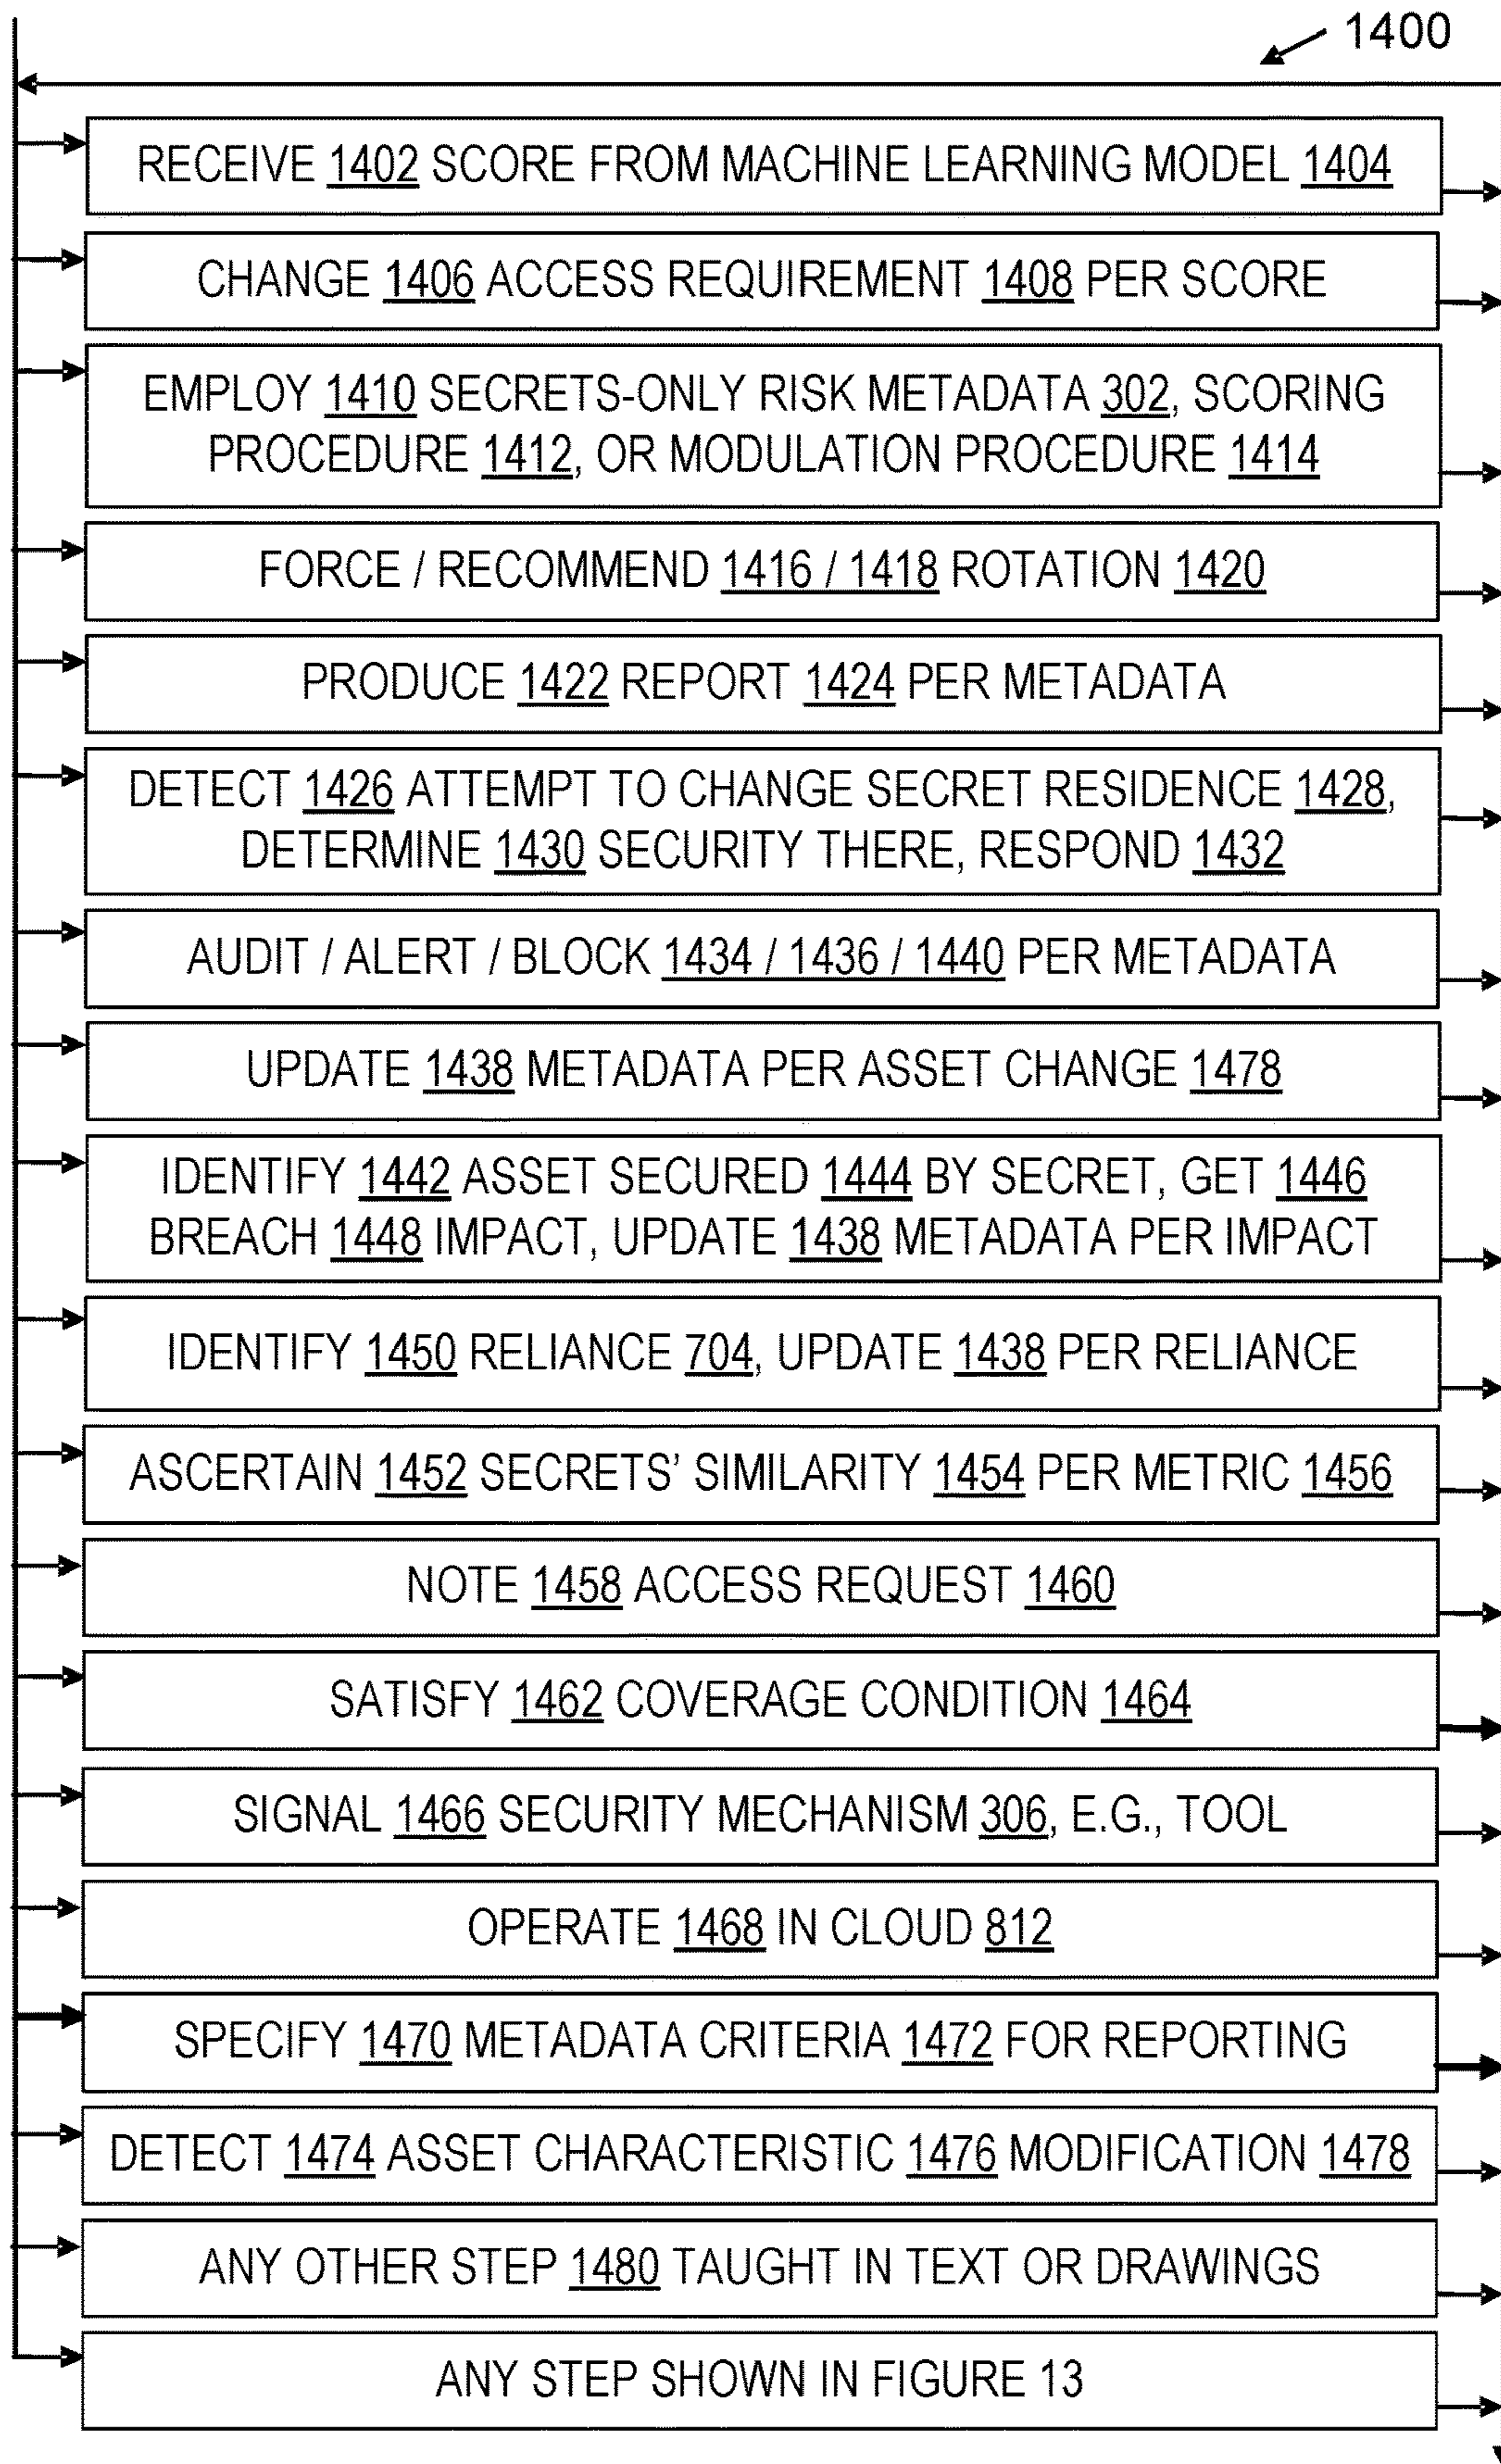 1400
RECEIVE 1402 SCORE FROM MACHINE LEARNING MODEL 1404
CHANGE 1406 ACCESS REQUIREMENT 1408 PER SCORE
EMPLOY 1410 SECRETS-ONLY RISK METADATA 302, SCORING
PROCEDURE 1412, OR MODULATION PROCEDURE 1414
FORCE / RECOMMEND 1416 / 1418 ROTATION 1420
PRODUCE 1422 REPORT 1424 PER METADATA
DETECT 1426 ATTEMPT TO CHANGE SECRET RESIDENCE 1428,
DETERMINE 1430 SECURITY THERE, RESPOND 1432
AUDIT / ALERT / BLOCK 1434 / 1436 / 1440 PER METADATA
UPDATE 1438 METADATA PER ASSET CHANGE 1478
IDENTIFY 1442 ASSET SECURED 1444 BY SECRET, GET 1446
BREACH 1448 IMPACT, UPDATE 1438 METADATA PER IMPACT
IDENTIFY 1450 RELIANCE 704, UPDATE 1438 PER RELIANCE
ASCERTAIN 1452 SECRETS’ SIMILARITY 1454 PER METRIC 1456
NOTE 1458 ACCESS REQUEST 1460
SATISFY 1462 COVERAGE CONDITION 1464
SIGNAL 1466 SECURITY MECHANISM 306, E.G., TOOL
OPERATE 1468 IN CLOUD 812
SPECIFY 1470 METADATA CRITERIA 1472 FOR REPORTING
DETECT 1474 ASSET CHARACTERISTIC 1476 MODIFICATION 1478
ANY OTHER STEP 1480 TAUGHT IN TEXT OR DRAWINGS
ANY STEP SHOWN IN FIGURE 13